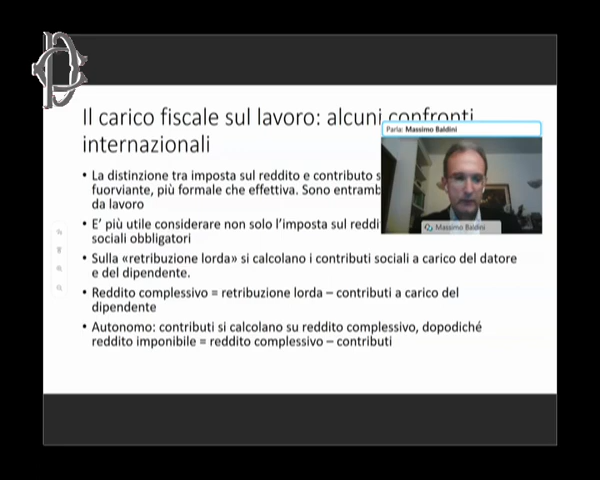 Il carico fiscale sul lavoro: alcuni confronti
internazionali
Parla: Massimo Baldini
• La distinzione tra imposta sul reddito e contributo s
fuorviante, più formale che effettiva. Sono entramb
da lavoro
Massimo Baldini
• E' più utile considerare non solo l'imposta sul reddi
sociali obbligatori
• Sulla «retribuzione lorda» si calcolano i contributi sociali a carico del datore
e del dipendente.
• Reddito complessivo = retribuzione lorda – contributi a carico del
dipendente
• Autonomo: contributi si calcolano su reddito complessivo, dopodiché
reddito imponibile = reddito complessivo – contributi